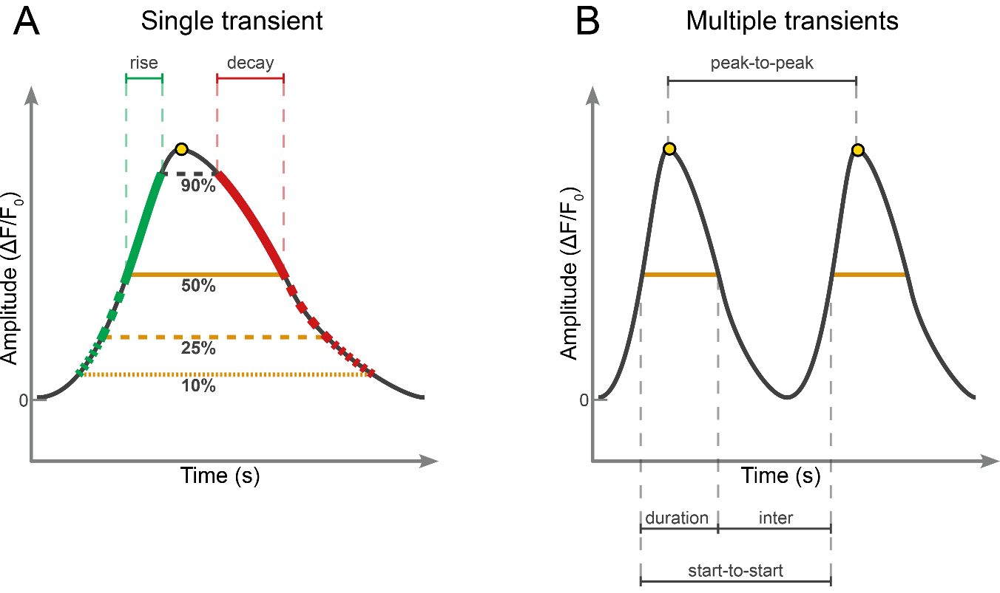 A
Single transient
rise
decay
Amplitude (ΔF/F₀)
90%
50%
25%
10%
0
Time (s)
B
Multiple transients
peak-to-peak
Amplitude (ΔF/F₀)
0
Time (s)
duration
inter
start-to-start